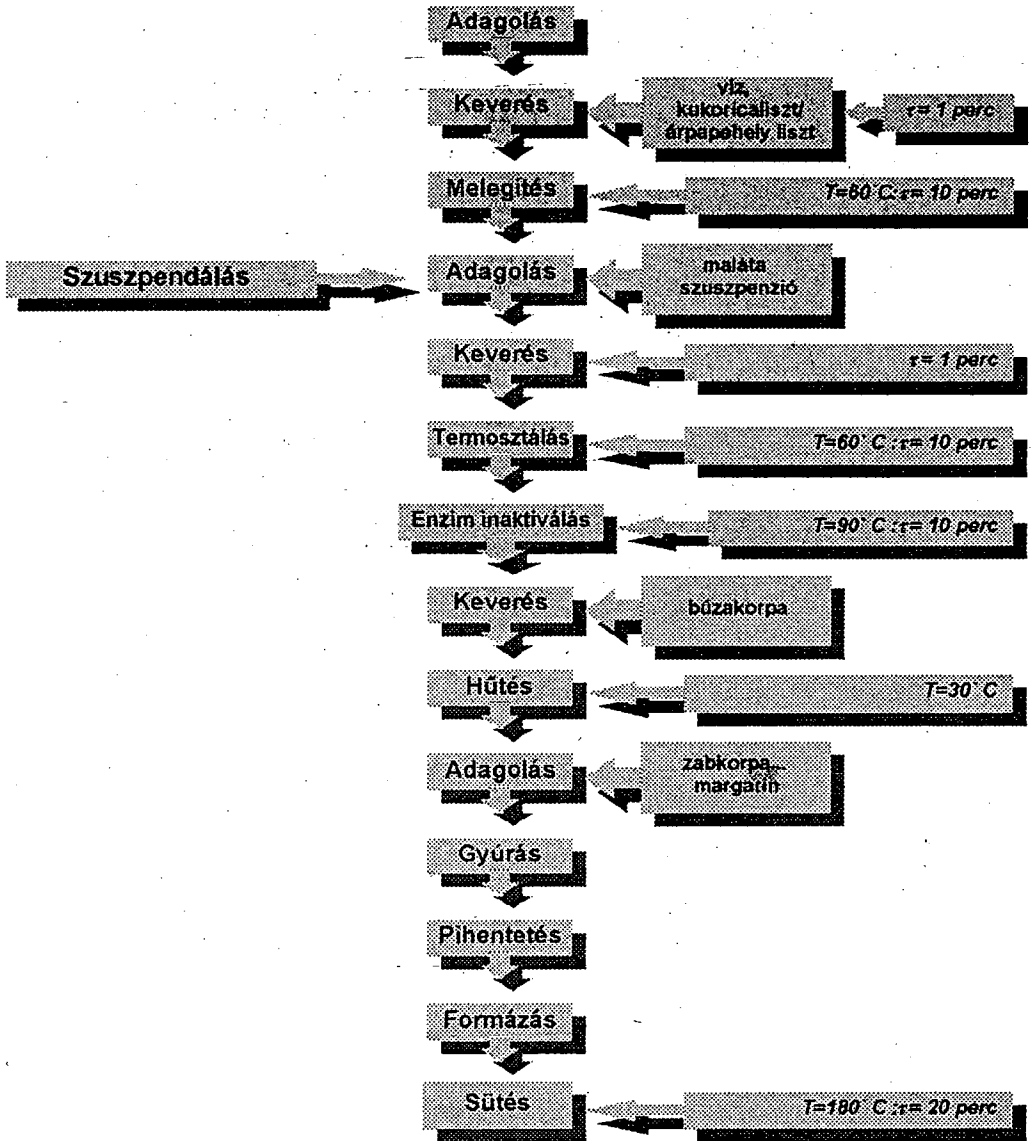 Adagolás
Keverés
víz,
kukoricaliszt/
árpapehely liszt
τ= 1 perc
Melegítés
T=60˚C:τ= 10 perc
Szuszpendálás
Adagolás
maláta
szuszpenzió
Keverés
τ= 1 perc
Termosztálás
T=60˚ C :τ= 10 perc
Enzim inaktiválás
T=90˚ C :τ= 10 perc
Keverés
búzakorpa
Hűtés
T=30˚ C
Adagolás
zabkorpa
margarin
Gyúrás
Pihentetés
Formázás
Sütés
T=180˚ C :τ= 20 perc